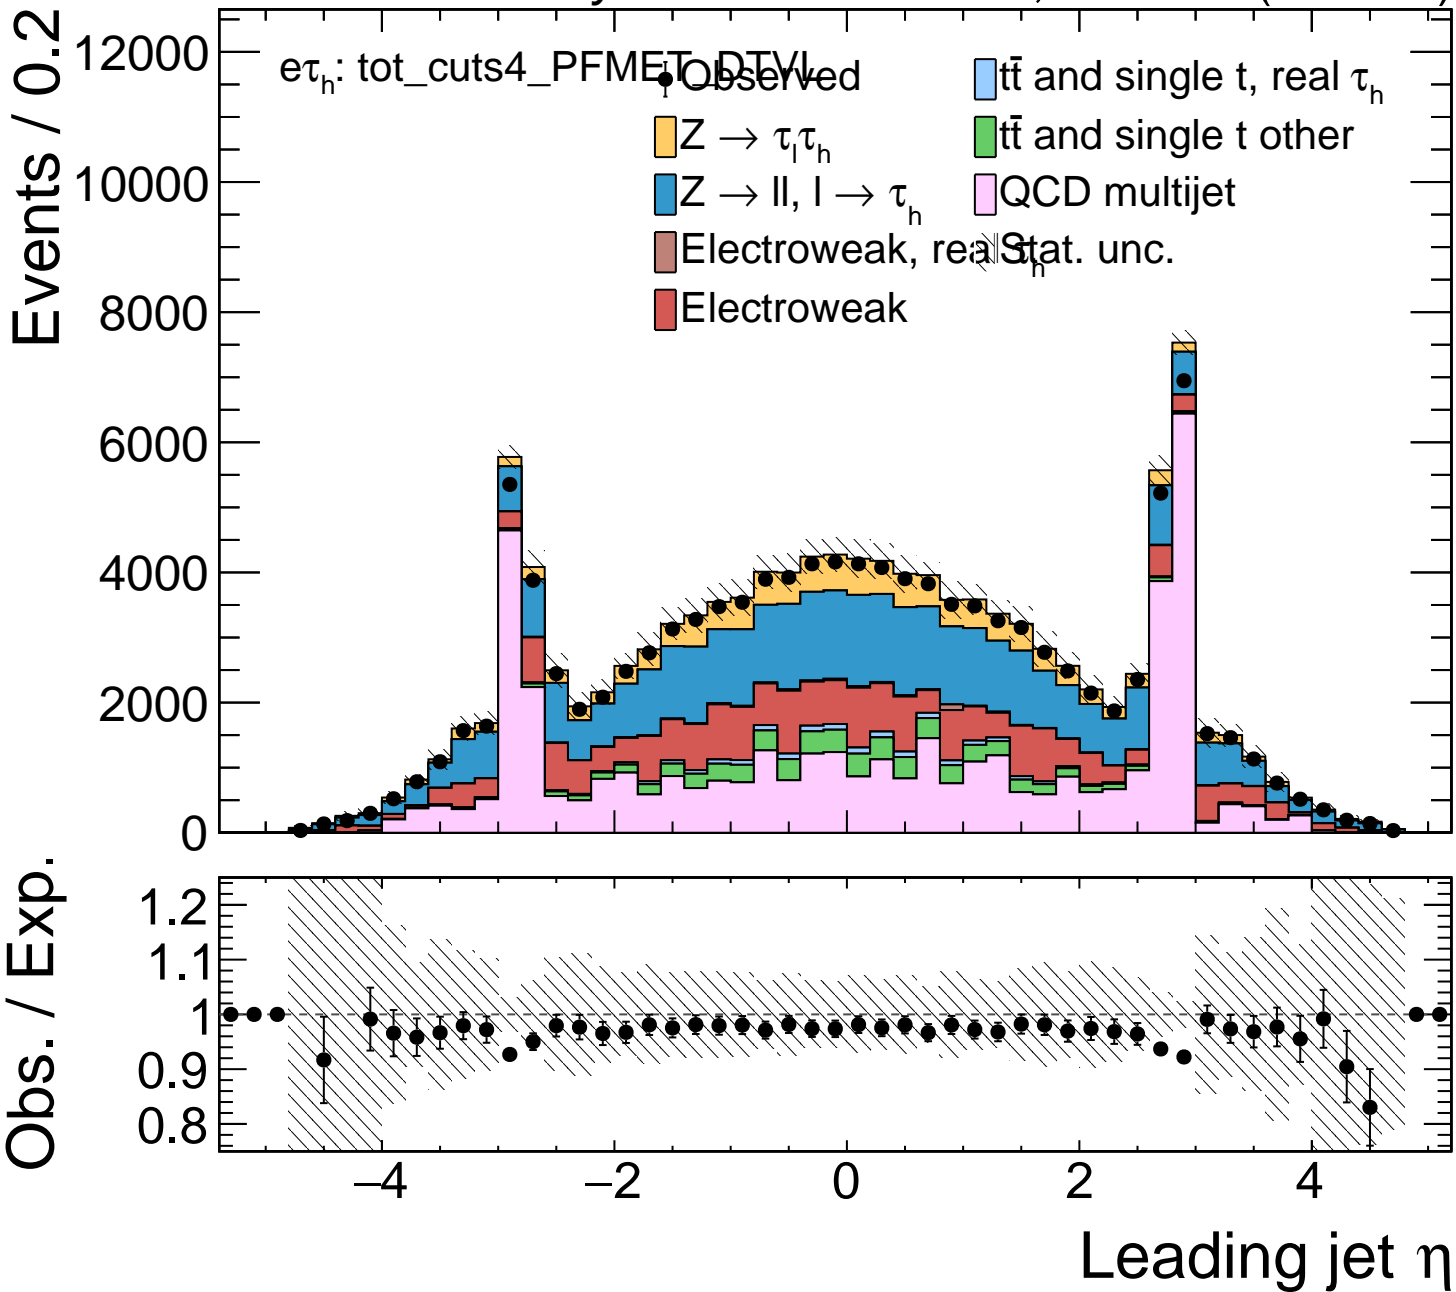 12000
10000
8000
6000
4000
2000
0
Events / 0.2
eτh: tot_cuts4_PFMET_DTVL
Observed
Z → τlτh
Z → ll, l → τh
Electroweak, real τh
Electroweak
tt̄ and single t, real τh
tt̄ and single t other
QCD multijet
Stat. unc.
1.2
1.1
1
0.9
0.8
Obs. / Exp.
−4 −2 0 2 4
Leading jet η